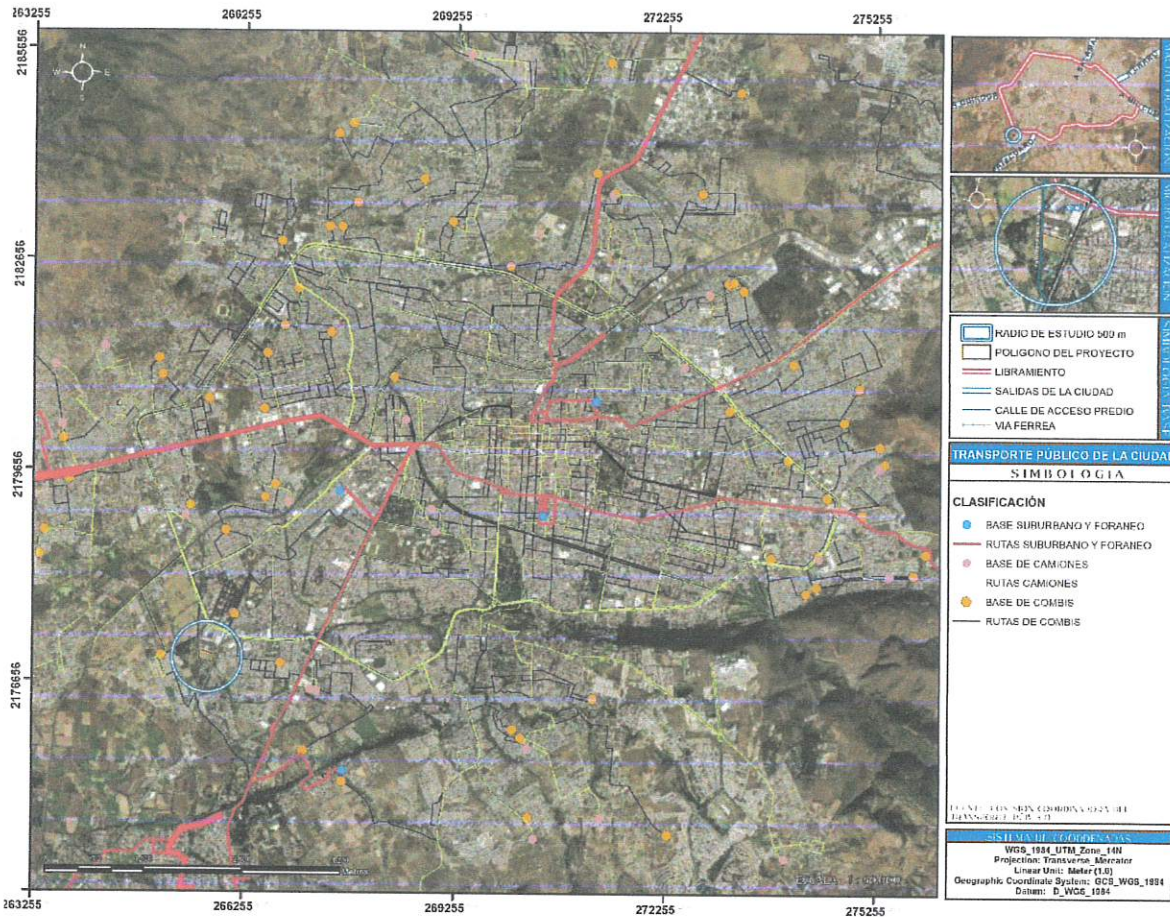 263255 266255 269255 272255 275255
2185656
2182656
2179656
2176656
N
W E
S
RADIO DE ESTUDIO 500 m
POLIGONO DEL PROYECTO
LIBRAMIENTO
SALIDAS DE LA CIUDAD
CALLE DE ACCESO PREDIO
VIA FERREA
TRANSPORTE PÚBLICO DE LA CIUDAD
SIMBOLOGIA
CLASIFICACIÓN
BASE SUBURBANO Y FORANEO
RUTAS SUBURBANO Y FORANEO
BASE DE CAMIONES
RUTAS CAMIONES
BASE DE COMBIS
RUTAS DE COMBIS
SISTEMA DE COORDENADAS
WGS_1984_UTM_Zone_14N
Projection: Transverse_Mercator
Linear Unit: Meter (1.0)
Geographic Coordinate System: GCS_WGS_1984
Datum: D_WGS_1984
263255 266255 269255 272255 275255